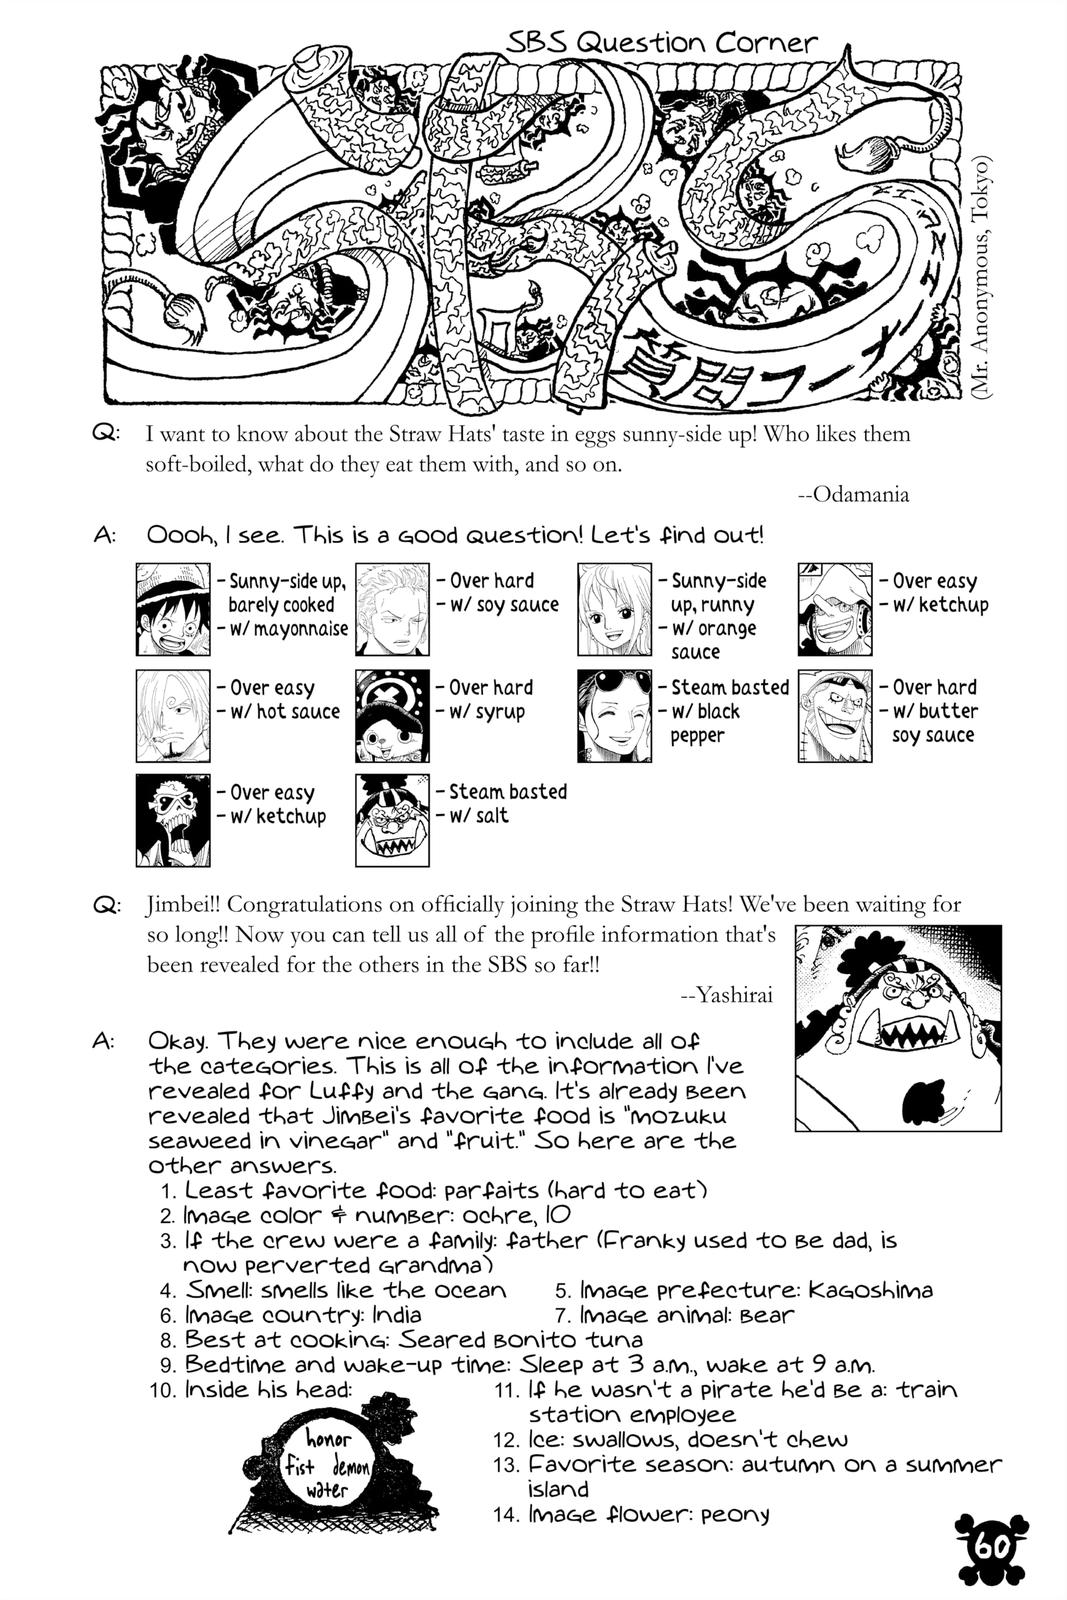 SBS Question Corner
(Mr. Anonymous, Tokyo)
質問コーナー
Q: I want to know about the Straw Hats' taste in eggs sunny-side up! Who likes them
soft-boiled, what do they eat them with, and so on.
--Odamania
A: Oooh, I see. This is a good question! Let's find out!
- Sunny-side up,
barely cooked
- w/ mayonnaise
- Over hard
- w/ soy sauce
- Sunny-side
up, runny
- w/ orange
sauce
- Over easy
- w/ ketchup
- Over easy
- w/ hot sauce
- Over hard
- w/ syrup
- Steam basted
- w/ black
pepper
- Over hard
- w/ butter
soy sauce
- Over easy
- w/ ketchup
- Steam basted
- w/ salt
Q: Jimbei!! Congratulations on officially joining the Straw Hats! We've been waiting for
so long!! Now you can tell us all of the profile information that's
been revealed for the others in the SBS so far!!
--Yashirai
A: Okay. They were nice enough to include all of
the categories. This is all of the information I've
revealed for Luffy and the gang. It's already been
revealed that Jimbei's favorite food is "mozuku
seaweed in vinegar" and "fruit." So here are the
other answers.
1. Least favorite food: parfaits (hard to eat)
2. Image color & number: ochre, 10
3. If the crew were a family: father (Franky used to be dad, is
now perverted grandma)
4. Smell: smells like the ocean
5. Image prefecture: Kagoshima
6. Image country: India
7. Image animal: bear
8. Best at cooking: Seared bonito tuna
9. Bedtime and wake-up time: Sleep at 3 a.m., wake at 9 a.m.
10. Inside his head:
honor
fist demon
water
11. If he wasn't a pirate he'd be a: train
station employee
12. Ice: swallows, doesn't chew
13. Favorite season: autumn on a summer
island
14. Image flower: peony
60